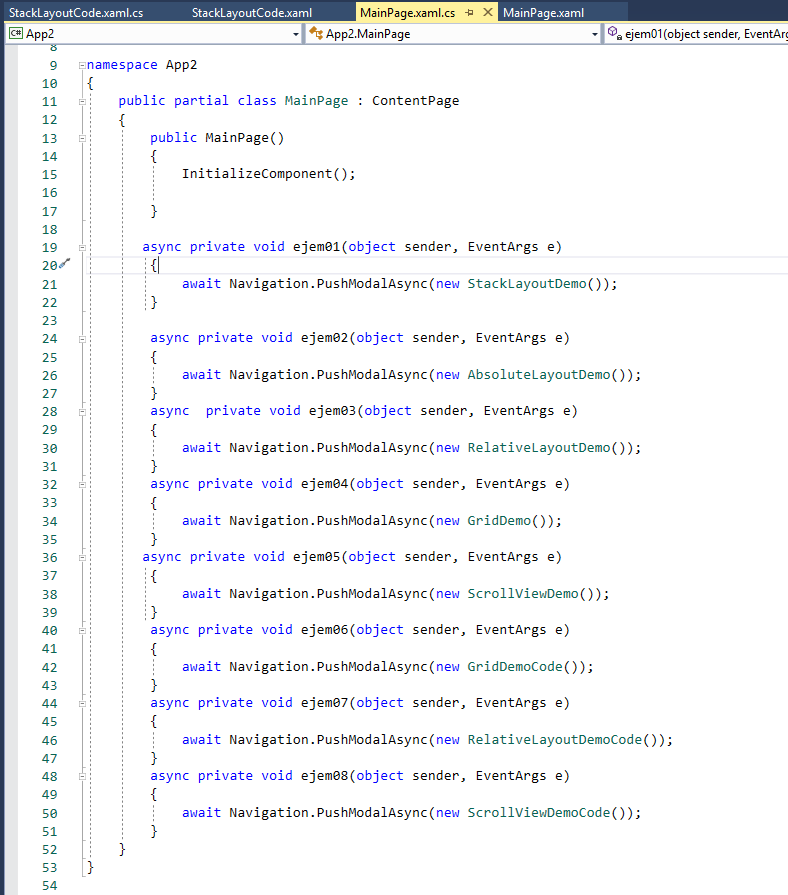 StackLayoutCode.xaml.cs StackLayoutCode.xaml MainPage.xaml.cs MainPage.xaml
C# App2 App2.MainPage ejem01(object sender, EventArg
8
9 namespace App2
10 {
11 public partial class MainPage : ContentPage
12 {
13 public MainPage()
14 {
15 InitializeComponent();
16
17 }
18
19 async private void ejem01(object sender, EventArgs e)
20 {
21 await Navigation.PushModalAsync(new StackLayoutDemo());
22 }
23
24 async private void ejem02(object sender, EventArgs e)
25 {
26 await Navigation.PushModalAsync(new AbsoluteLayoutDemo());
27 }
28 async  private void ejem03(object sender, EventArgs e)
29 {
30 await Navigation.PushModalAsync(new RelativeLayoutDemo());
31 }
32 async private void ejem04(object sender, EventArgs e)
33 {
34 await Navigation.PushModalAsync(new GridDemo());
35 }
36 async private void ejem05(object sender, EventArgs e)
37 {
38 await Navigation.PushModalAsync(new ScrollViewDemo());
39 }
40 async private void ejem06(object sender, EventArgs e)
41 {
42 await Navigation.PushModalAsync(new GridDemoCode());
43 }
44 async private void ejem07(object sender, EventArgs e)
45 {
46 await Navigation.PushModalAsync(new RelativeLayoutDemoCode());
47 }
48 async private void ejem08(object sender, EventArgs e)
49 {
50 await Navigation.PushModalAsync(new ScrollViewDemoCode());
51 }
52 }
53 }
54